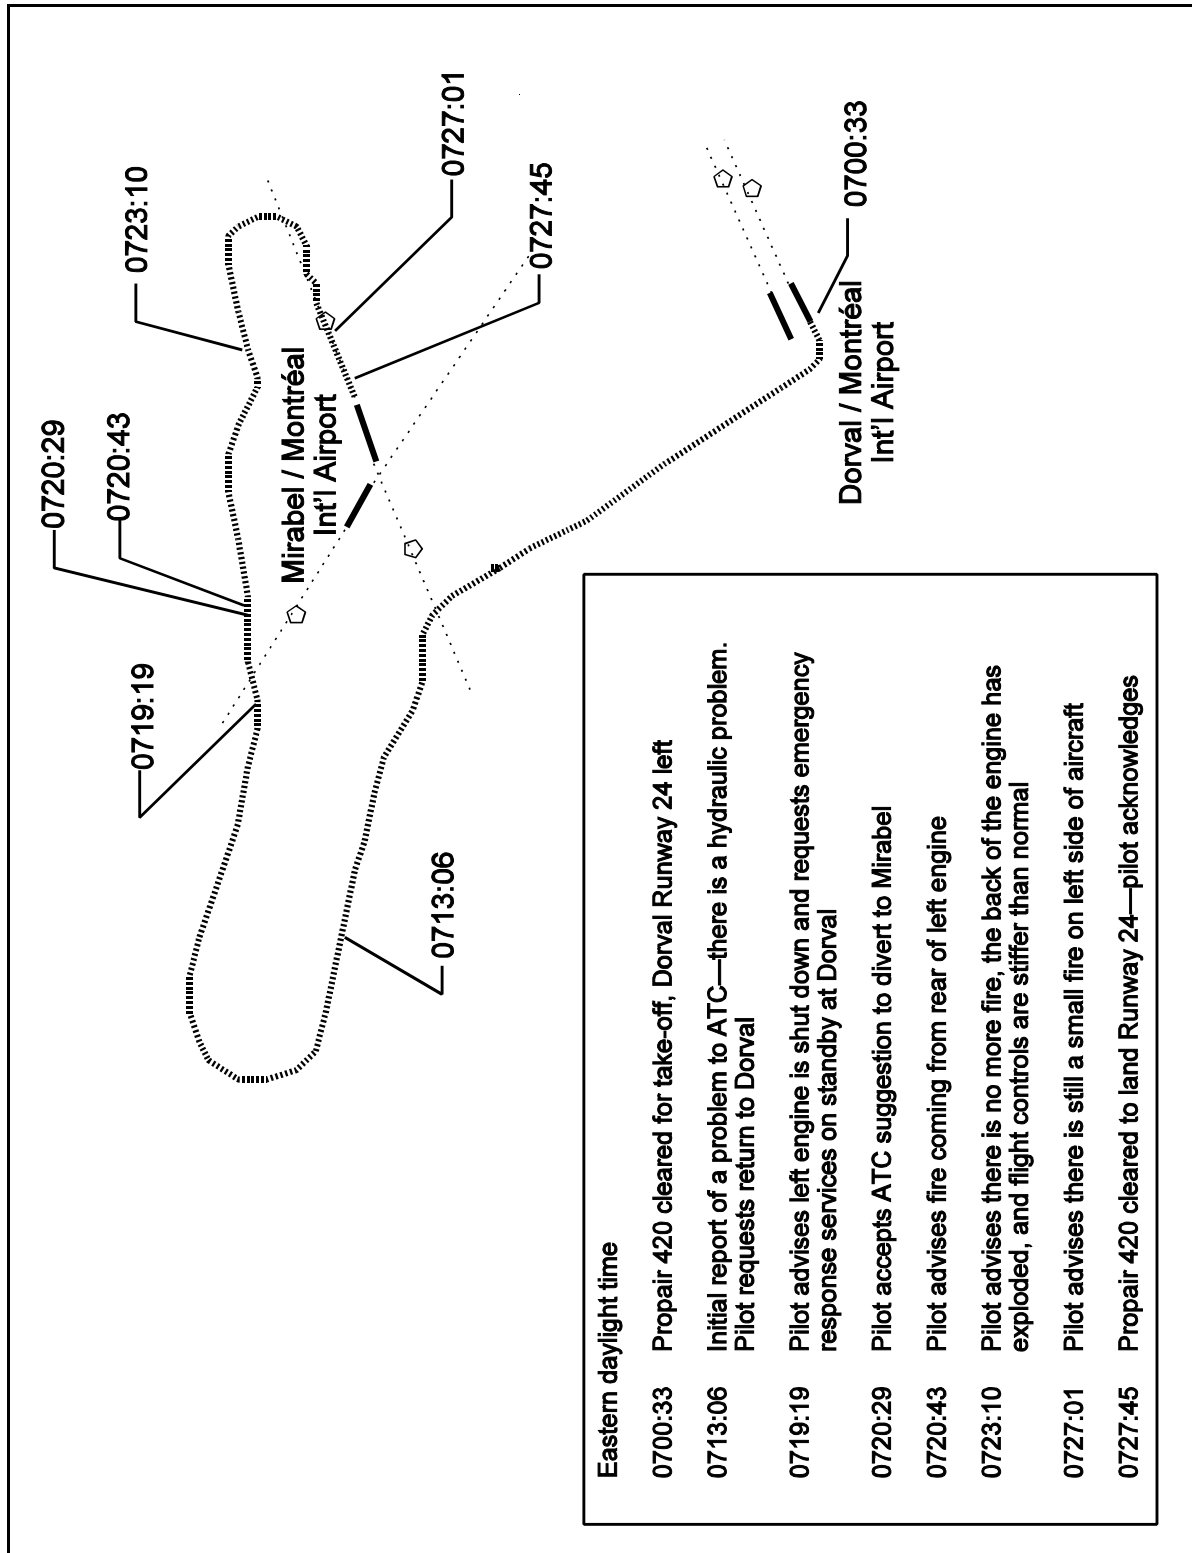 0720:29
0720:43
0723:10
0719:19
0727:01
Mirabel / Montréal
Int'l Airport
0713:06
0727:45
0700:33
Dorval / Montréal
Int'l Airport
Eastern daylight time
0700:33 Propair 420 cleared for take-off, Dorval Runway 24 left
0713:06 Initial report of a problem to ATC—there is a hydraulic problem.
Pilot requests return to Dorval
0719:19 Pilot advises left engine is shut down and requests emergency
response services on standby at Dorval
0720:29 Pilot accepts ATC suggestion to divert to Mirabel
0720:43 Pilot advises fire coming from rear of left engine
0723:10 Pilot advises there is no more fire, the back of the engine has
exploded, and flight controls are stiffer than normal
0727:01 Pilot advises there is still a small fire on left side of aircraft
0727:45 Propair 420 cleared to land Runway 24—pilot acknowledges